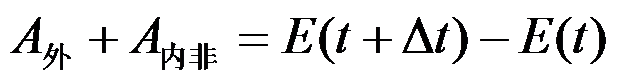 A外 + A内非 = E(t + Δt) − E(t)